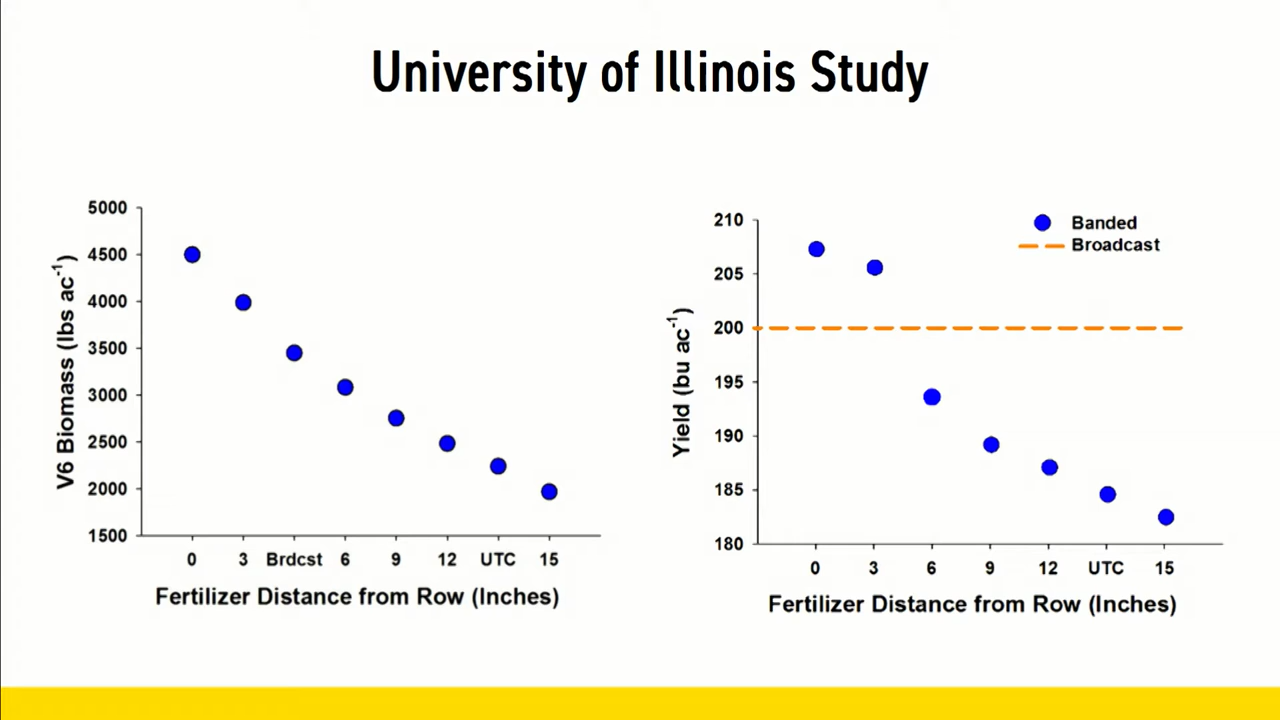 University of Illinois Study
5000
4500
4000
3500
3000
2500
2000
1500
V6 Biomass (lbs ac⁻¹)
0 3 Brdcst 6 9 12 UTC 15
Fertilizer Distance from Row (Inches)
210
205
200
195
190
185
180
Yield (bu ac⁻¹)
Banded
Broadcast
0 3 6 9 12 UTC 15
Fertilizer Distance from Row (Inches)